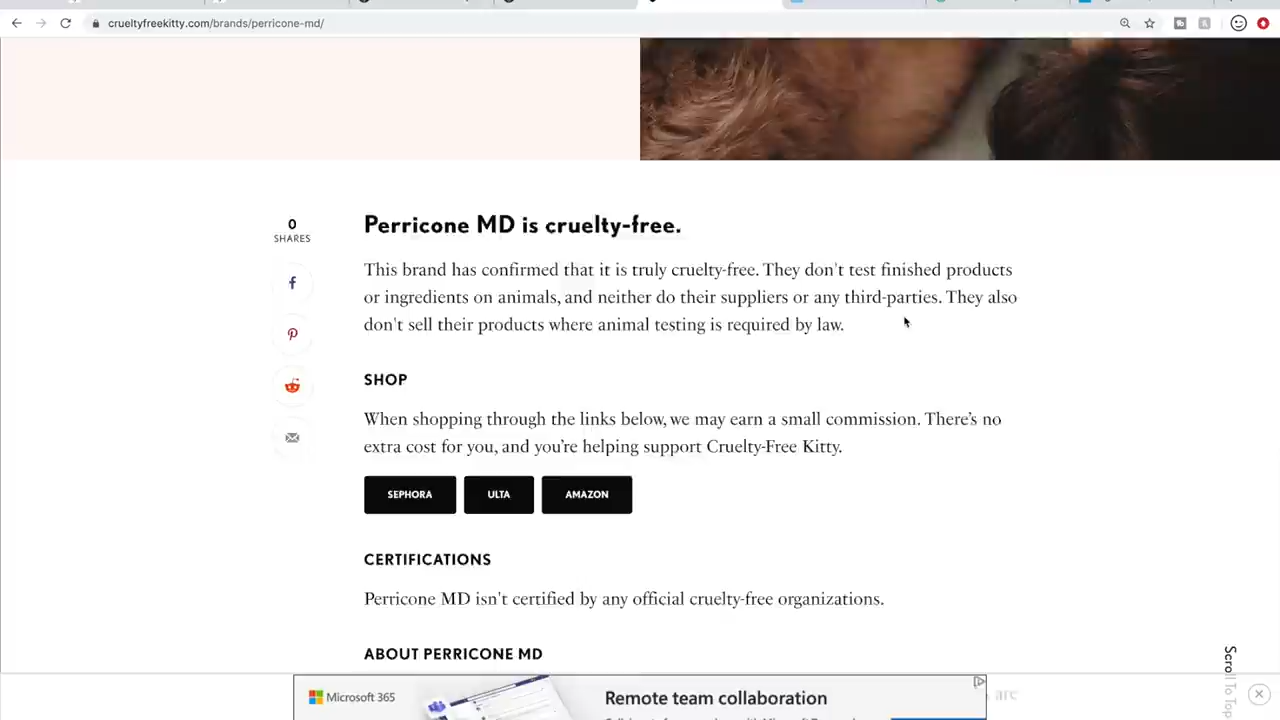 crueltyfreekitty.com/brands/perricone-md/
0
SHARES
Perricone MD is cruelty-free.
This brand has confirmed that it is truly cruelty-free. They don't test finished products
or ingredients on animals, and neither do their suppliers or any third-parties. They also
don't sell their products where animal testing is required by law.
SHOP
When shopping through the links below, we may earn a small commission. There's no
extra cost for you, and you're helping support Cruelty-Free Kitty.
SEPHORA
ULTA
AMAZON
CERTIFICATIONS
Perricone MD isn't certified by any official cruelty-free organizations.
ABOUT PERRICONE MD
Scroll To Top
Microsoft 365
Remote team collaboration